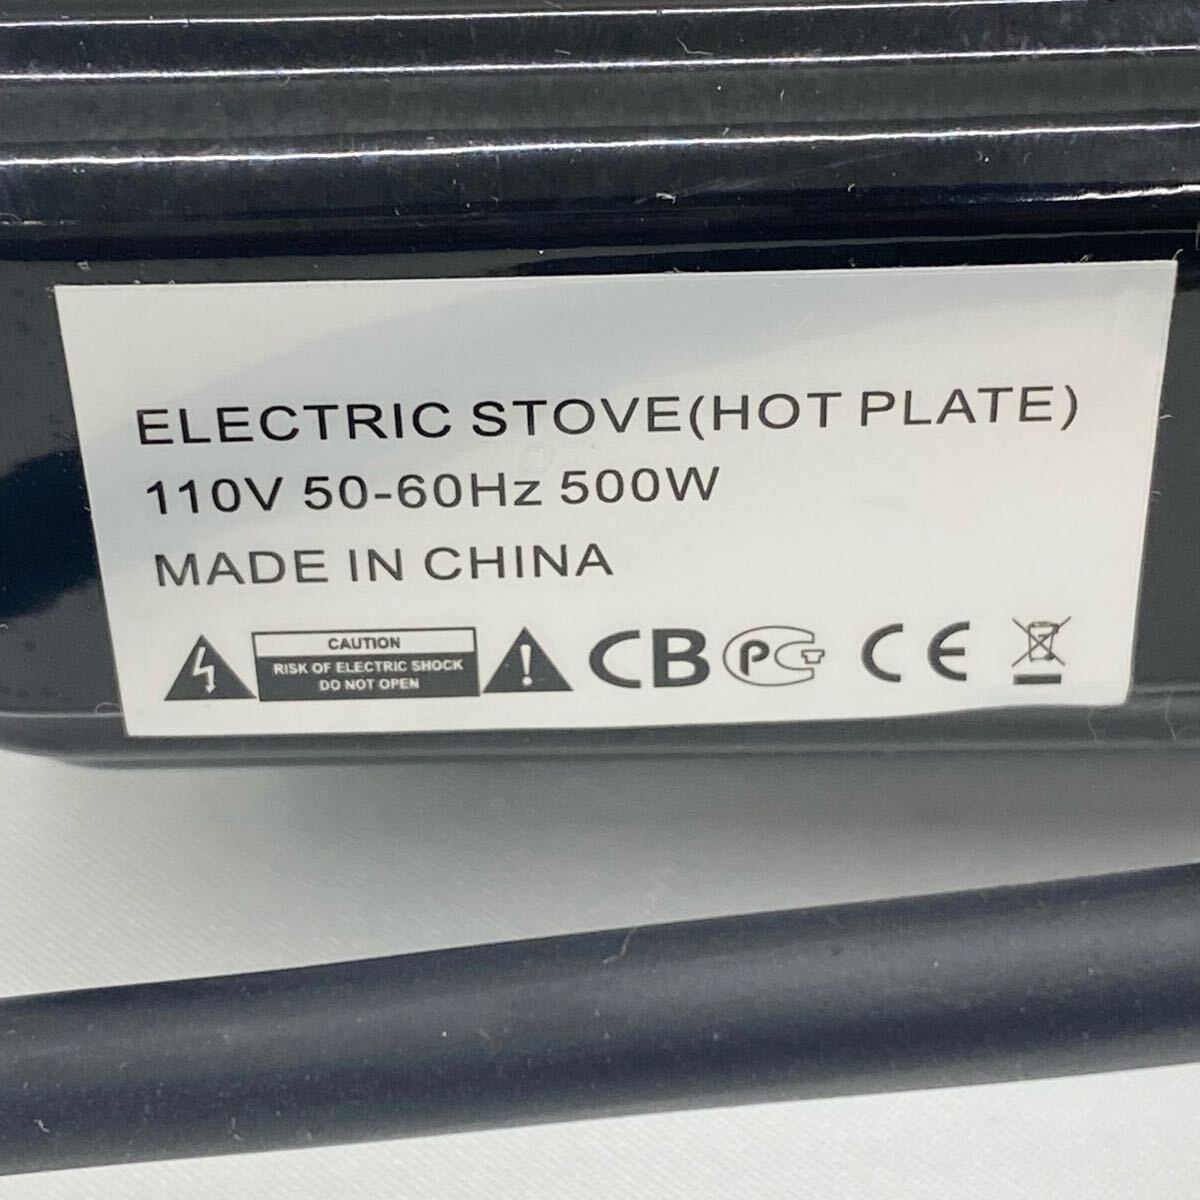 ELECTRIC STOVE(HOT PLATE)
110V 50-60Hz 500W
MADE IN CHINA
CAUTION
RISK OF ELECTRIC SHOCK
DO NOT OPEN
CB PG CE